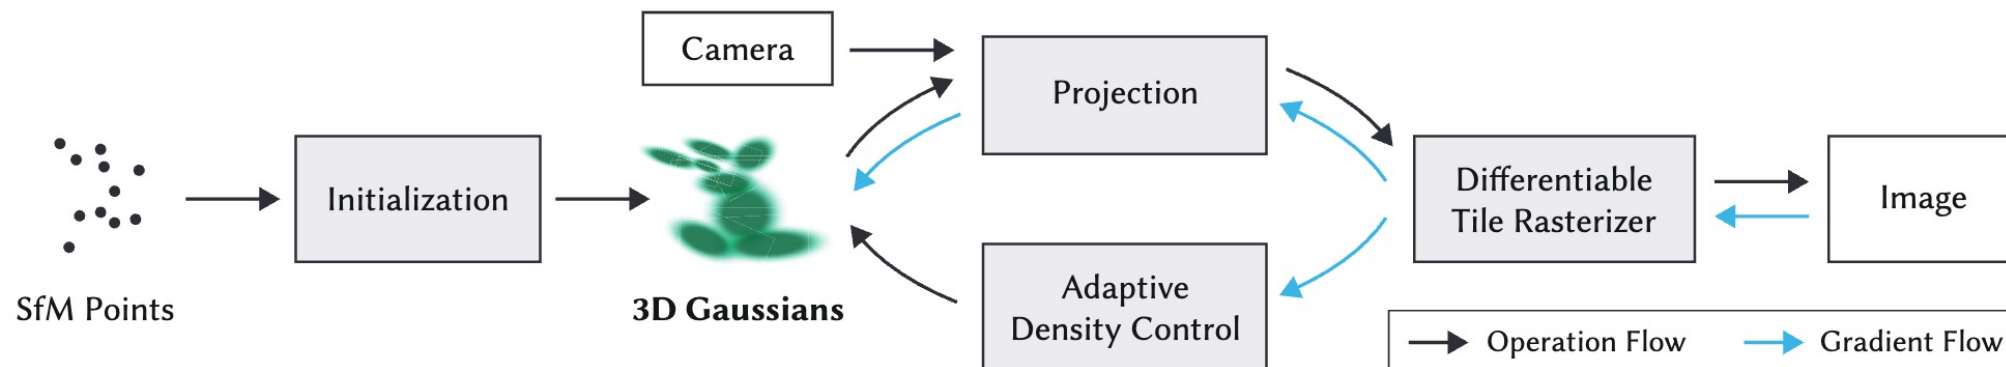 Camera
Projection
Initialization
Differentiable
Tile Rasterizer
Image
SfM Points
3D Gaussians
Adaptive
Density Control
Operation Flow
Gradient Flow